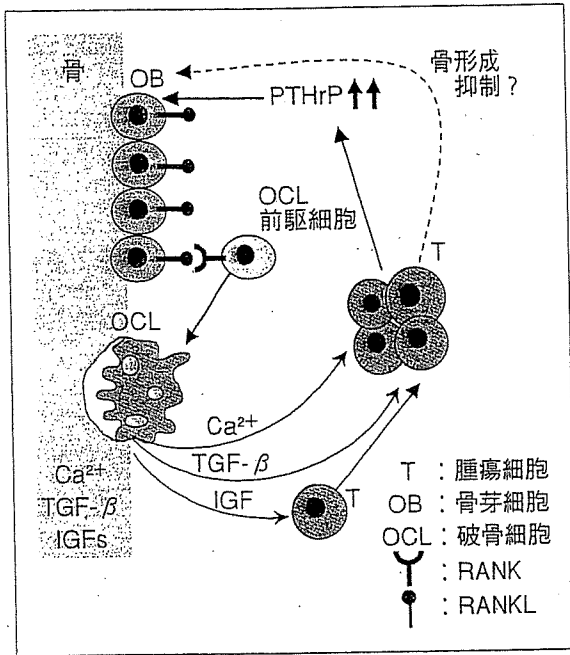 骨
OB
骨形成
抑制？
PTHrP
OCL
前駆細胞
T
OCL
Ca²⁺
TGF-β
IGF
T
Ca²⁺
TGF-β
IGFs
T：腫瘍細胞
OB：骨芽細胞
OCL：破骨細胞
：RANK
：RANKL